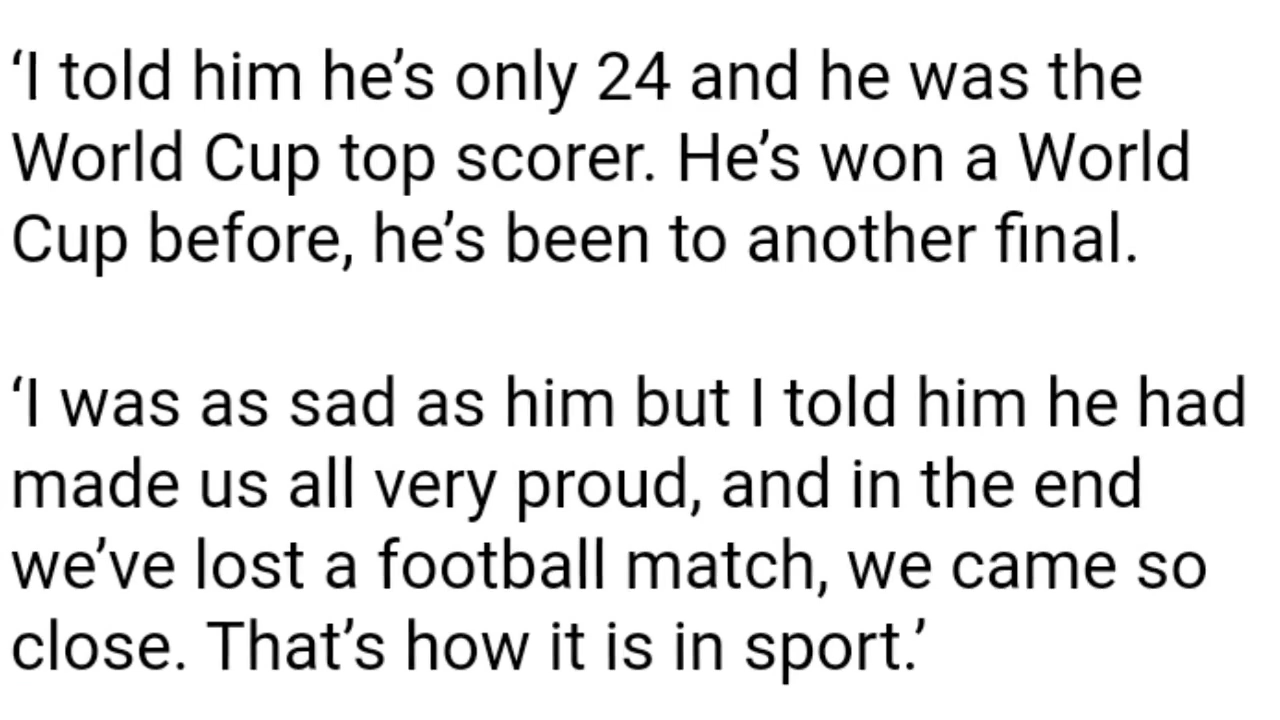 ‘I told him he’s only 24 and he was the
World Cup top scorer. He’s won a World
Cup before, he’s been to another final.
‘I was as sad as him but I told him he had
made us all very proud, and in the end
we’ve lost a football match, we came so
close. That’s how it is in sport.’